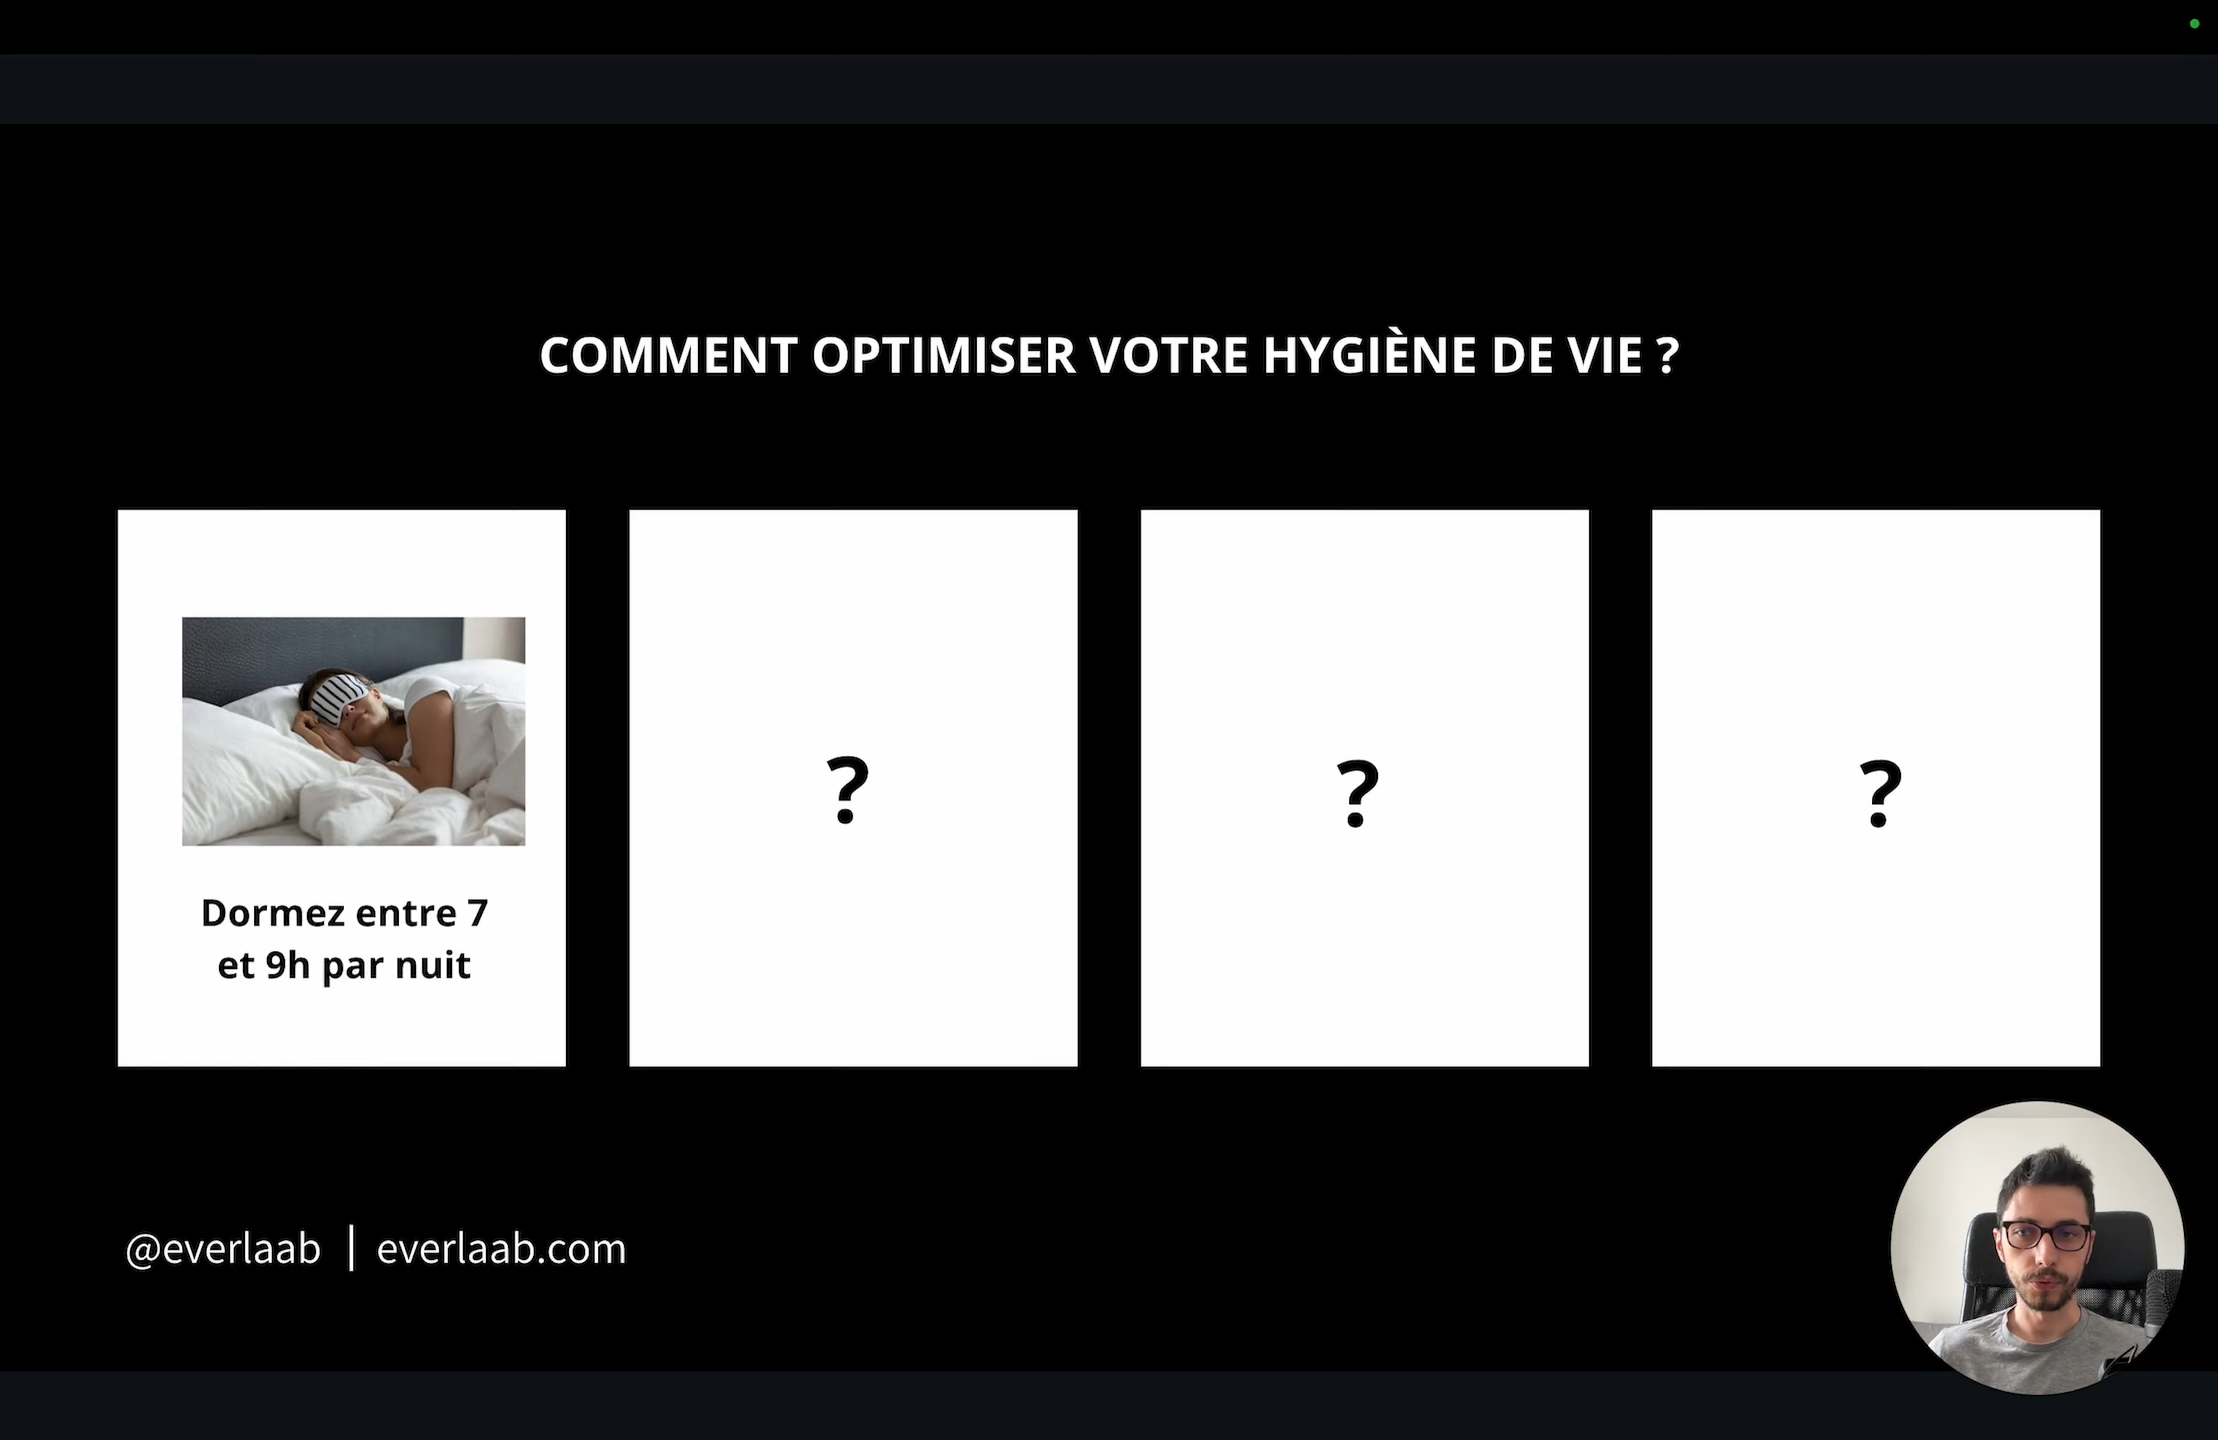 COMMENT OPTIMISER VOTRE HYGIÈNE DE VIE ?
Dormez entre 7
et 9h par nuit
?
?
?
@everlaab | everlaab.com